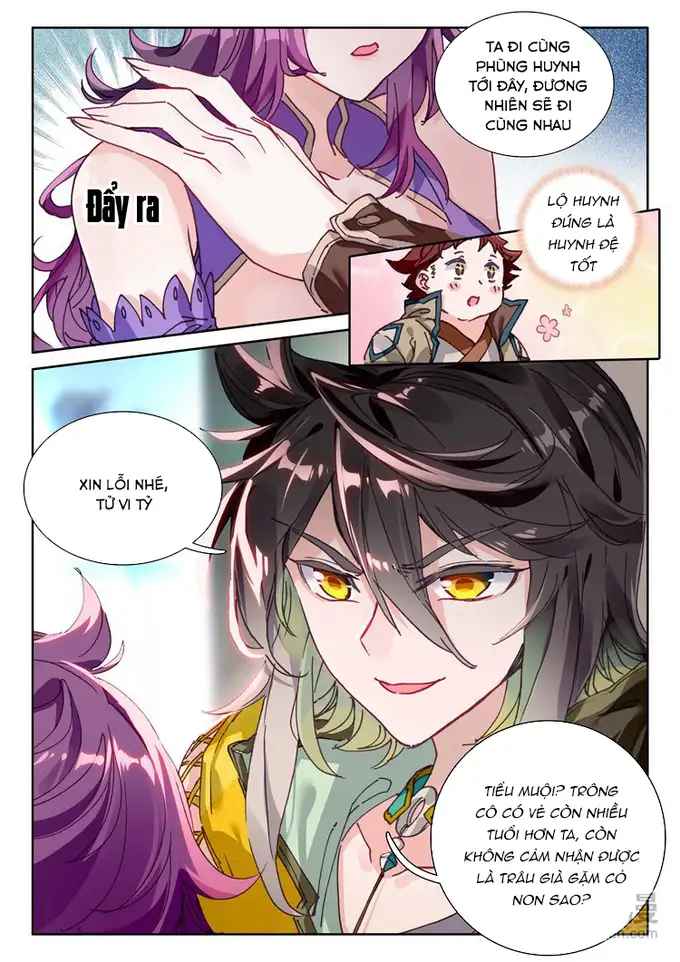 TA ĐI CÙNG
PHÙNG HUYNH
TỚI ĐÂY, ĐƯƠNG
NHIÊN SẼ ĐI
CÙNG NHAU
Đẩy ra
LỘ HUYNH
ĐÚNG LÀ
HUYNH ĐỆ
TỐT
XIN LỖI NHÉ,
TỬ VI TỶ
TIỂU MUỘI? TRÔNG
CÔ CÓ VẺ CÒN NHIỀU
TUỔI HƠN TA, CÒN
KHÔNG CẢM NHẬN ĐƯỢC
LÀ TRÂU GIÀ GẶM CỎ
NON SAO?